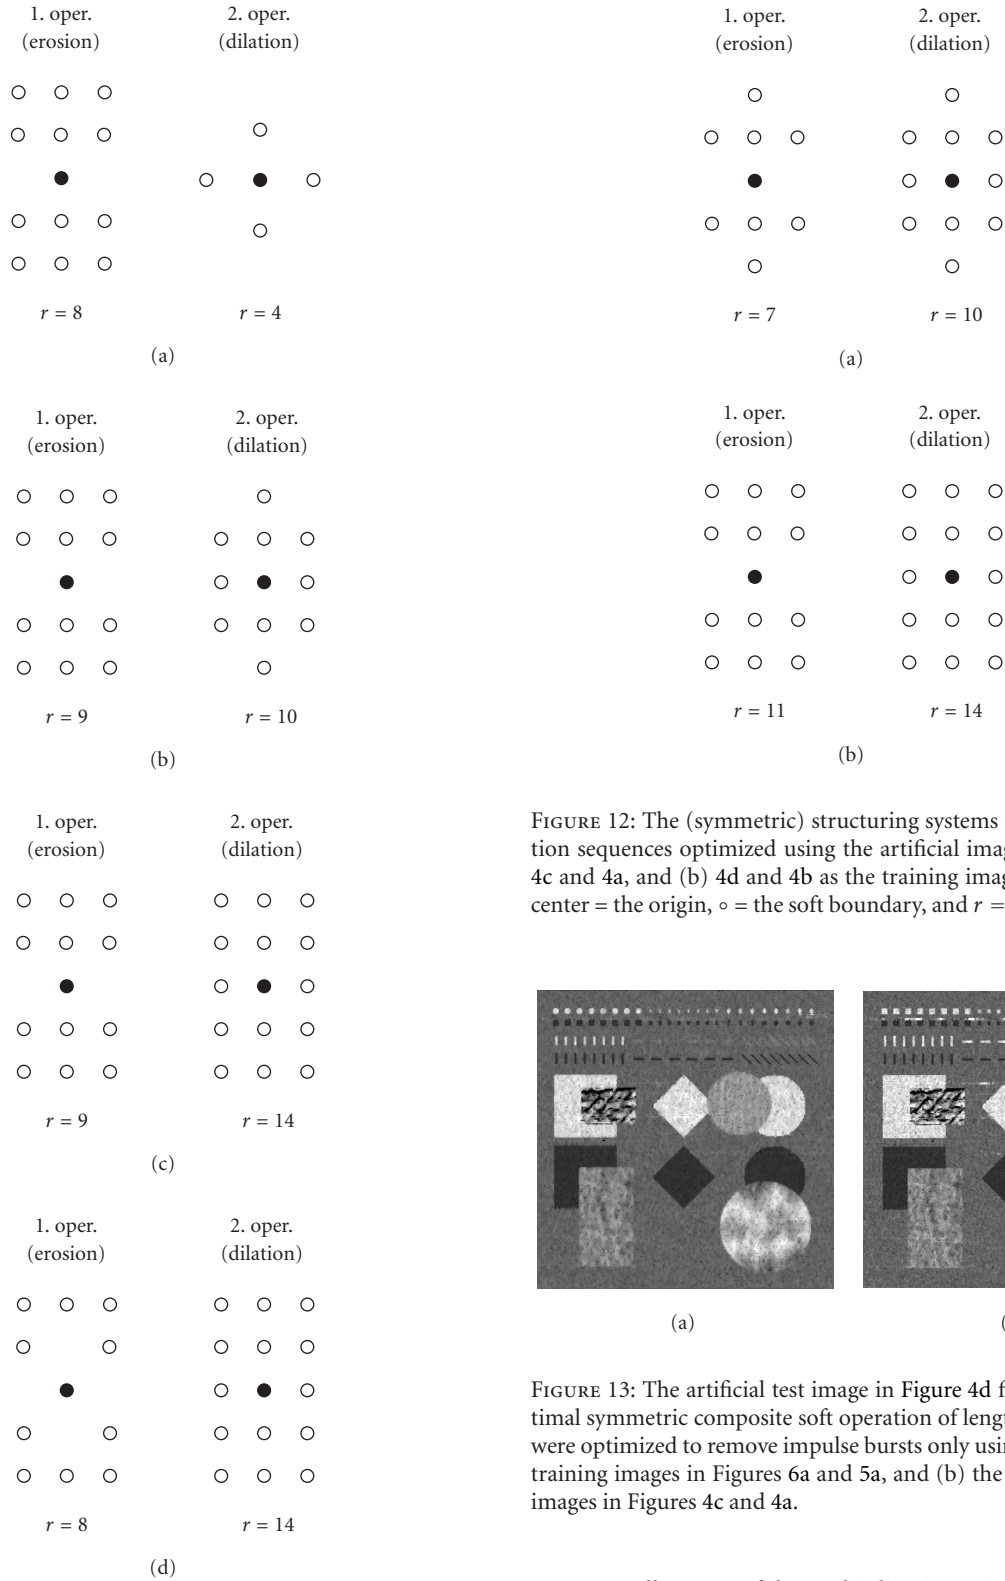 1. oper.
(erosion)
2. oper.
(dilation)
r = 8
r = 4
(a)
1. oper.
(erosion)
2. oper.
(dilation)
r = 9
r = 10
(b)
1. oper.
(erosion)
2. oper.
(dilation)
r = 9
r = 14
(c)
1. oper.
(erosion)
2. oper.
(dilation)
r = 8
r = 14
(d)
1. oper.
(erosion)
2. oper.
(dilation)
r = 7
r = 10
(a)
1. oper.
(erosion)
2. oper.
(dilation)
r = 11
r = 14
(b)
FIGURE 12: The (symmetric) structuring systems
tion sequences optimized using the artificial imag
4c and 4a, and (b) 4d and 4b as the training imag
center = the origin, ∘ = the soft boundary, and r =
(a)
(
FIGURE 13: The artificial test image in Figure 4d f
timal symmetric composite soft operation of lengt
were optimized to remove impulse bursts only usin
training images in Figures 6a and 5a, and (b) the
images in Figures 4c and 4a.